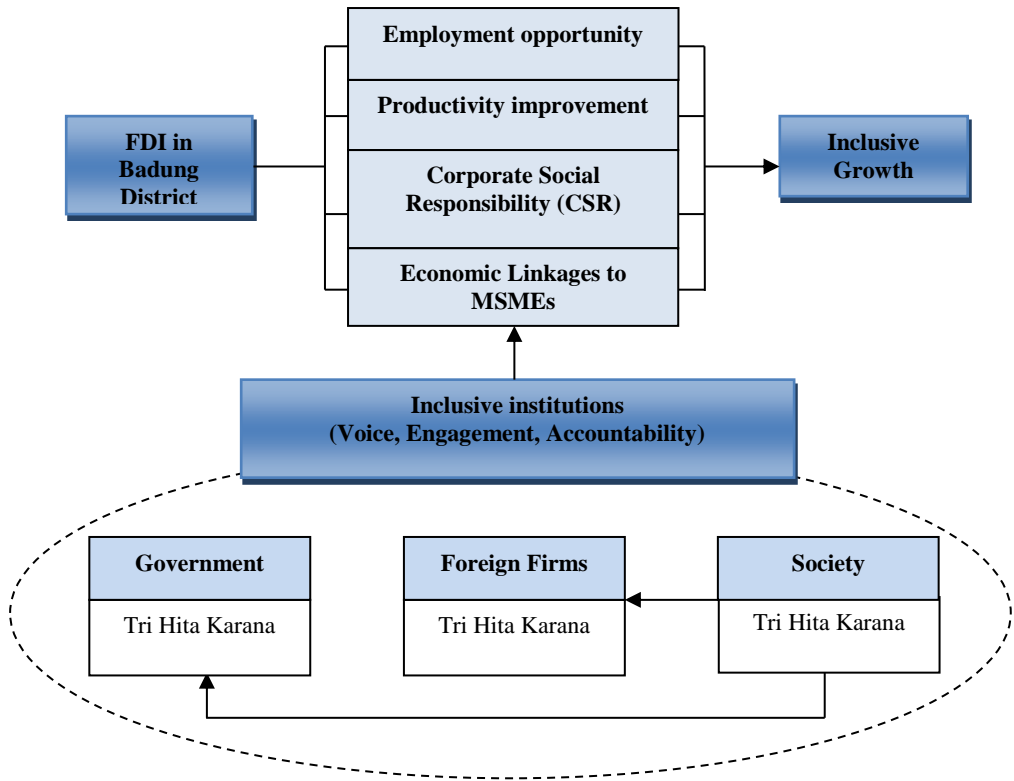 Employment opportunity
Productivity improvement
FDI in
Badung
District
Corporate Social
Responsibility (CSR)
Inclusive
Growth
Economic Linkages to
MSMEs
Inclusive institutions
(Voice, Engagement, Accountability)
Government
Foreign Firms
Society
Tri Hita Karana
Tri Hita Karana
Tri Hita Karana